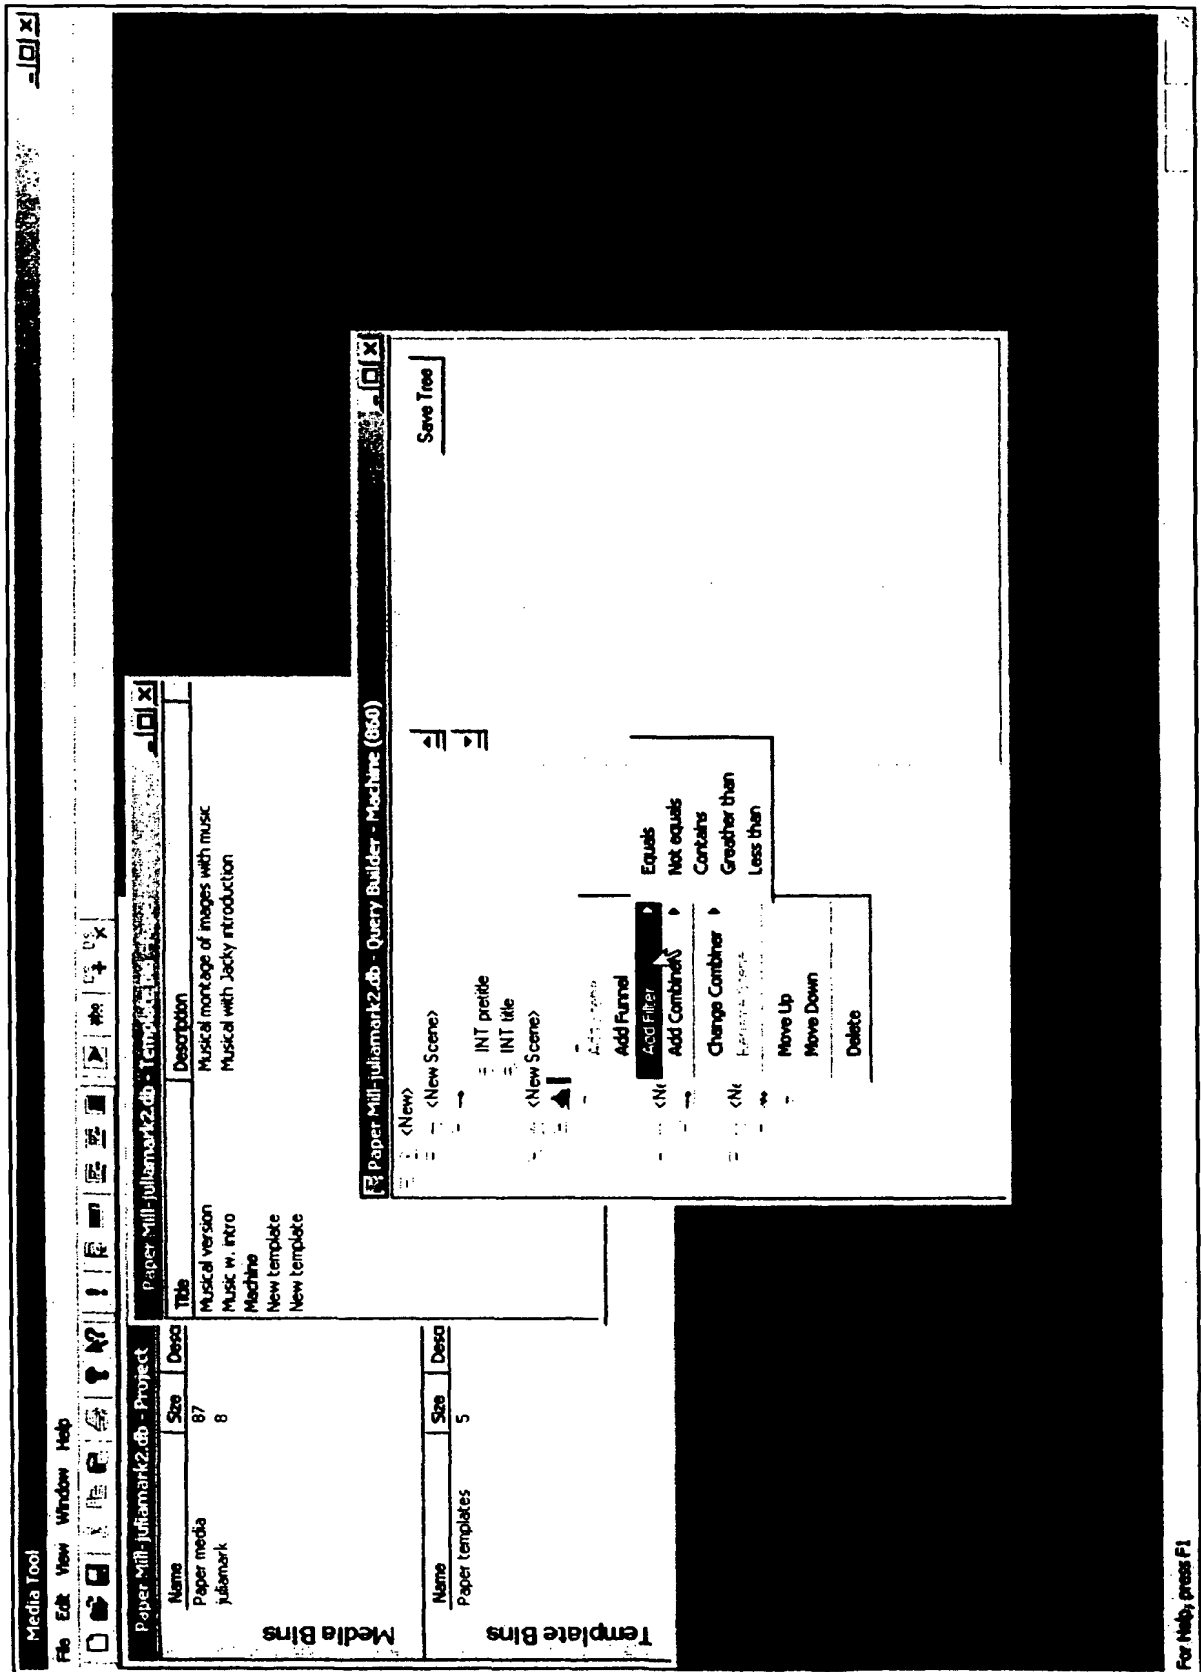 Media Tool
File Edit View Window Help
Paper Mill-juliamark2.db - Project
Name Size Desc
Paper media 87
juliamark 8
Media Bins
Name Size Desc
Paper templates 5
Template Bins
Paper Mill-juliamark2.db - Template
Title Description
Musical version Musical montage of images with music
Music w. intro Musical with Jacky introduction
Machine
New template
New template
Paper Mill-juliamark2.db - Query Builder - Machine (860)
Save Tree
<New>
<New Scene>
INT pretitle
INT title
<New Scene>
Add Funnel
Add Filter
Add Combiner
Change Combiner
Move Up
Move Down
Delete
Equals
Not equals
Contains
Greather than
Less than
<Ne
<Ne
For Help, press F1